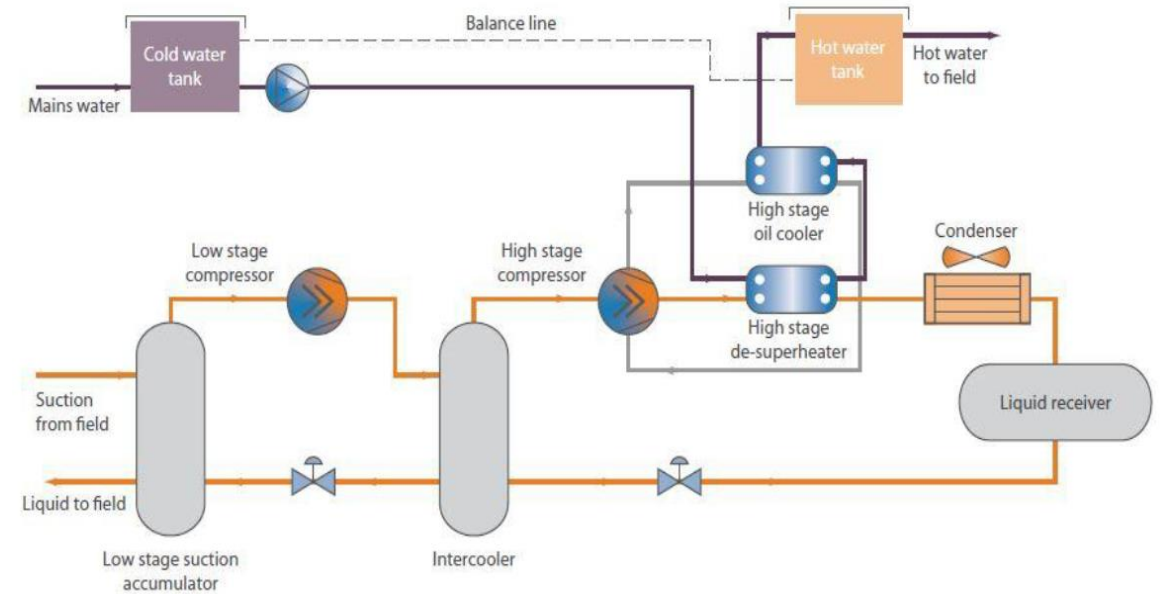 Balance line
Cold water
tank
Hot water
tank
Hot water
to field
Mains water
High stage
oil cooler
Condenser
Low stage
compressor
High stage
compressor
High stage
de-superheater
Suction
from field
Liquid receiver
Liquid to field
Low stage suction
accumulator
Intercooler